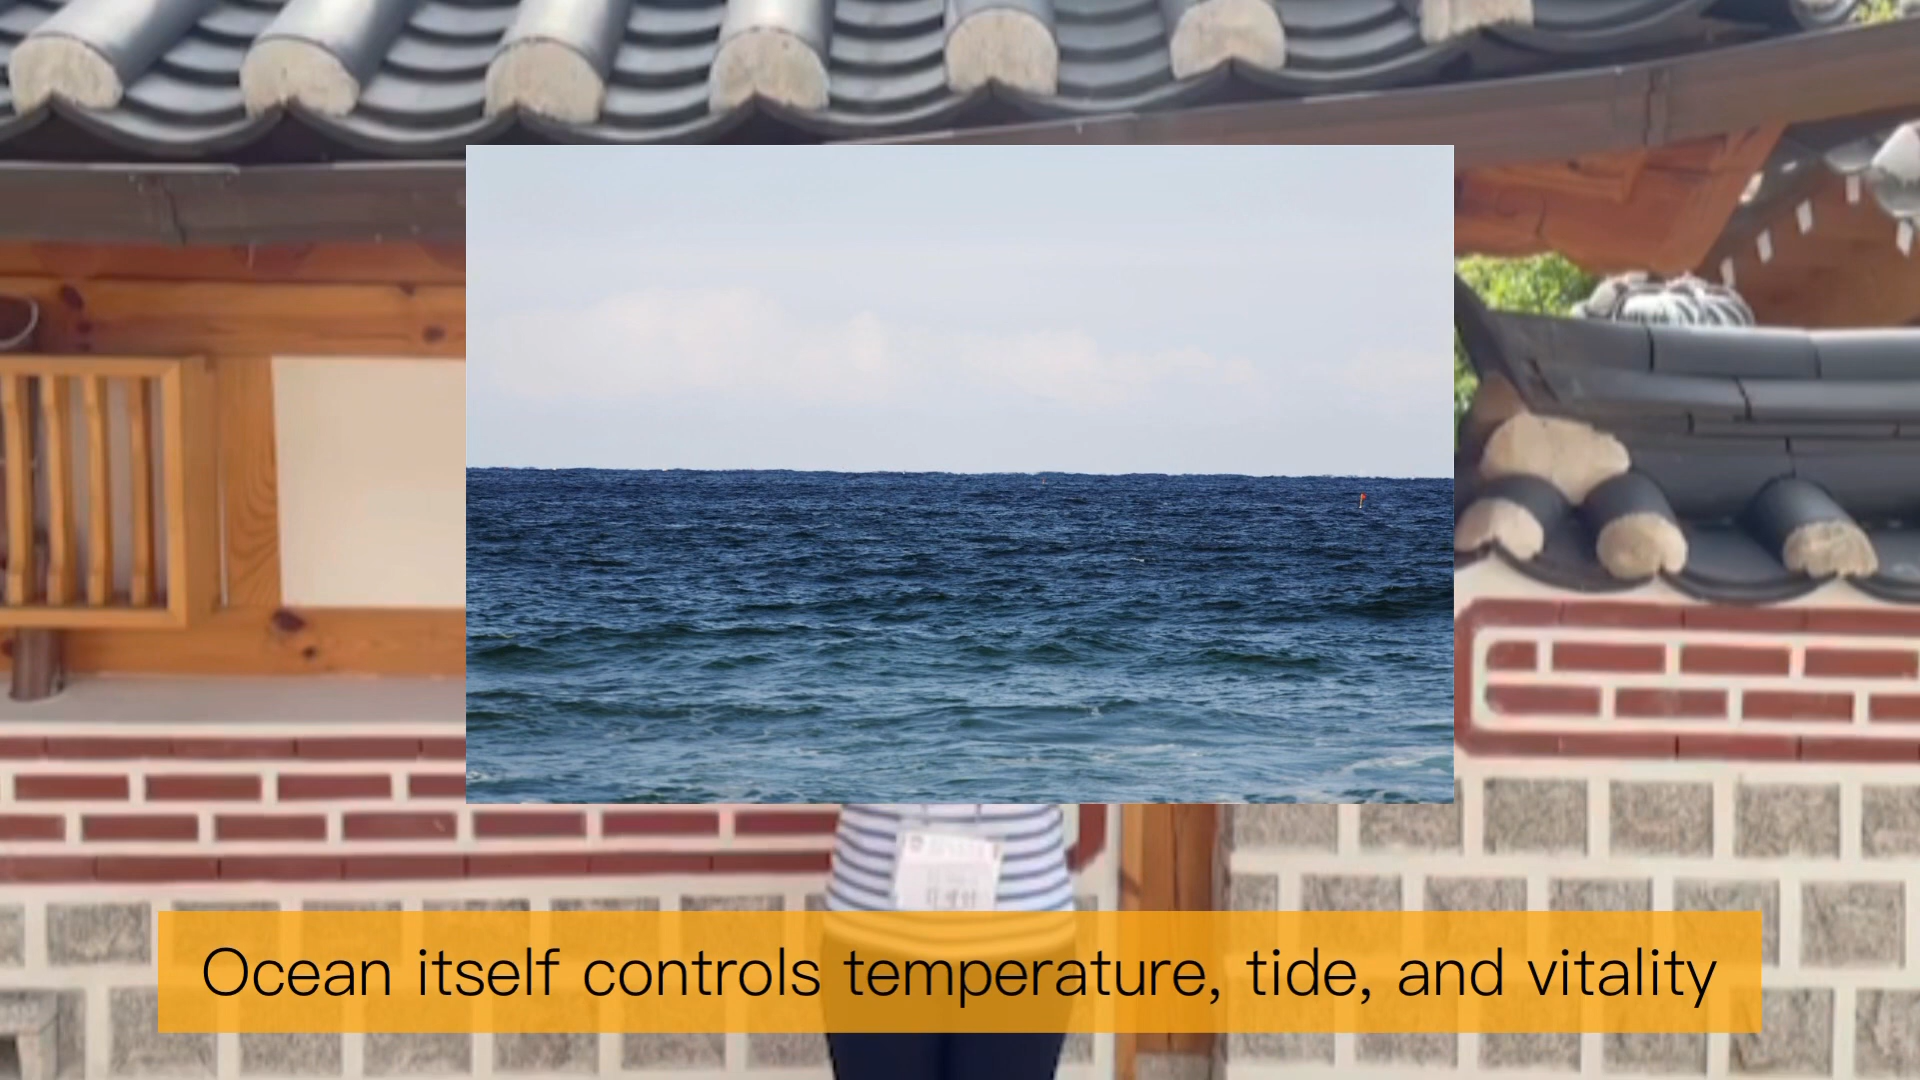 Ocean itself controls temperature, tide, and vitality